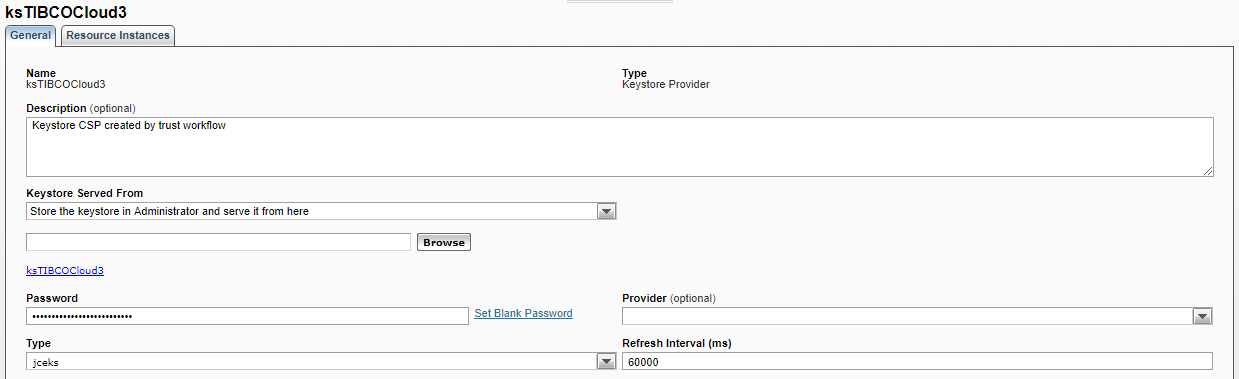 ksTIBCOCloud3
General Resource Instances
Name Type
ksTIBCOCloud3 Keystore Provider
Description (optional)
Keystore CSP created by trust workflow
Keystore Served From
Store the keystore in Administrator and serve it from here
Browse
ksTIBCOCloud3
Password Provider (optional)
•••••••••••••••••••••••••• Set Blank Password
Type Refresh Interval (ms)
jceks 60000